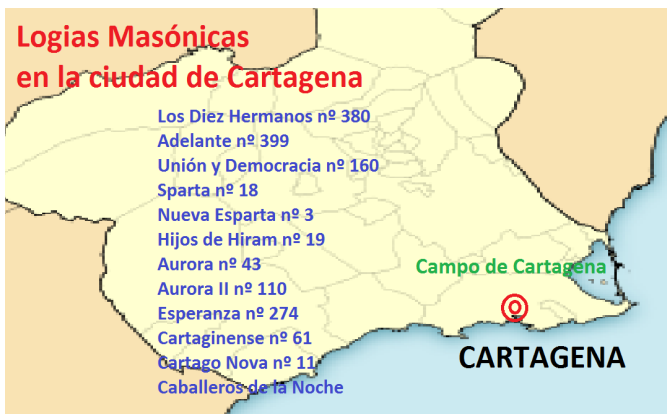 Logias Masónicas
en la ciudad de Cartagena
Los Diez Hermanos nº 380
Adelante nº 399
Unión y Democracia nº 160
Sparta nº 18
Nueva Esparta nº 3
Hijos de Hiram nº 19
Aurora nº 43
Aurora II nº 110
Esperanza nº 274
Cartaginense nº 61
Cartago Nova nº 11
Caballeros de la Noche
Campo de Cartagena
CARTAGENA